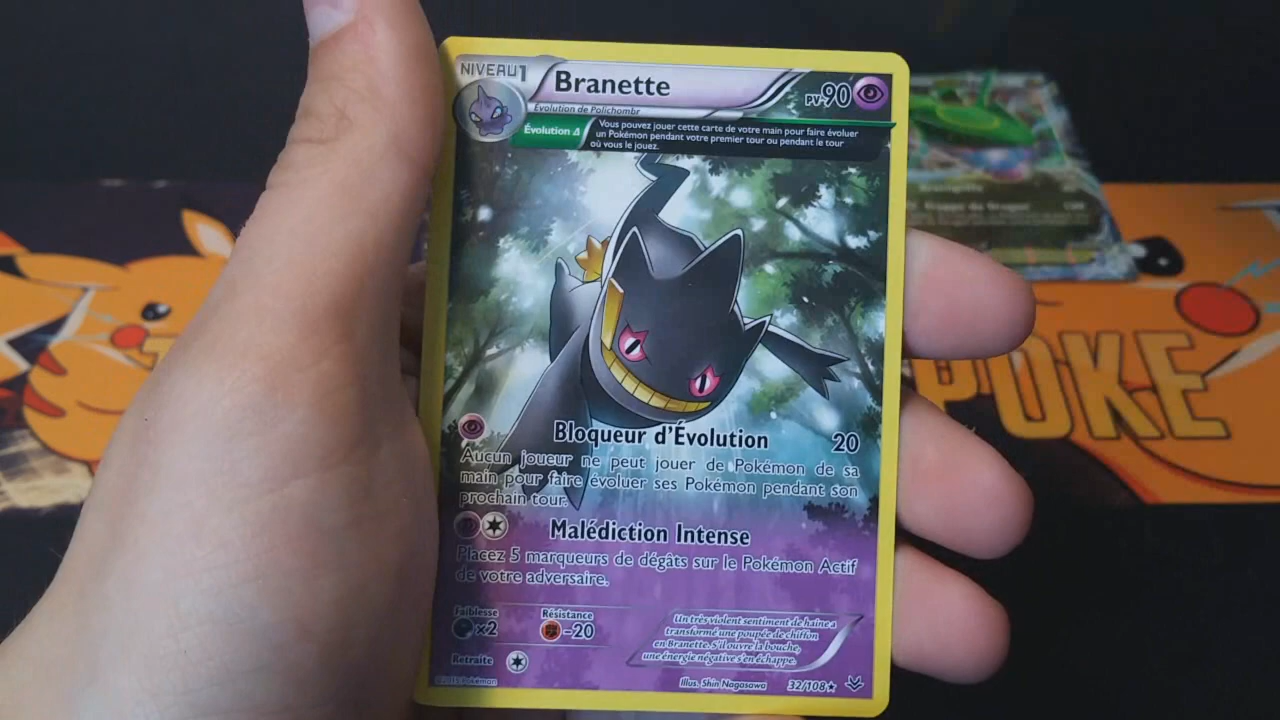 NIVEAU 1
Branette
PV 90
Évolution de Polichombr
Évolution Δ
Vous pouvez jouer cette carte de votre main pour faire évoluer
un Pokémon pendant votre premier tour ou pendant le tour
où vous le jouez.
Bloqueur d'Évolution 20
Aucun joueur ne peut jouer de Pokémon de sa
main pour faire évoluer ses Pokémon pendant son
prochain tour.
Malédiction Intense
Placez 5 marqueurs de dégâts sur le Pokémon Actif
de votre adversaire.
Faiblesse
×2
Résistance
-20
Retraite
Un très violent sentiment de haine a
transformé une poupée de chiffon
en Branette. S'il ouvre la bouche,
une énergie négative s'en échappe.
©2015 Pokémon
Illus. Shin Nagasawa
32/108★
POKE